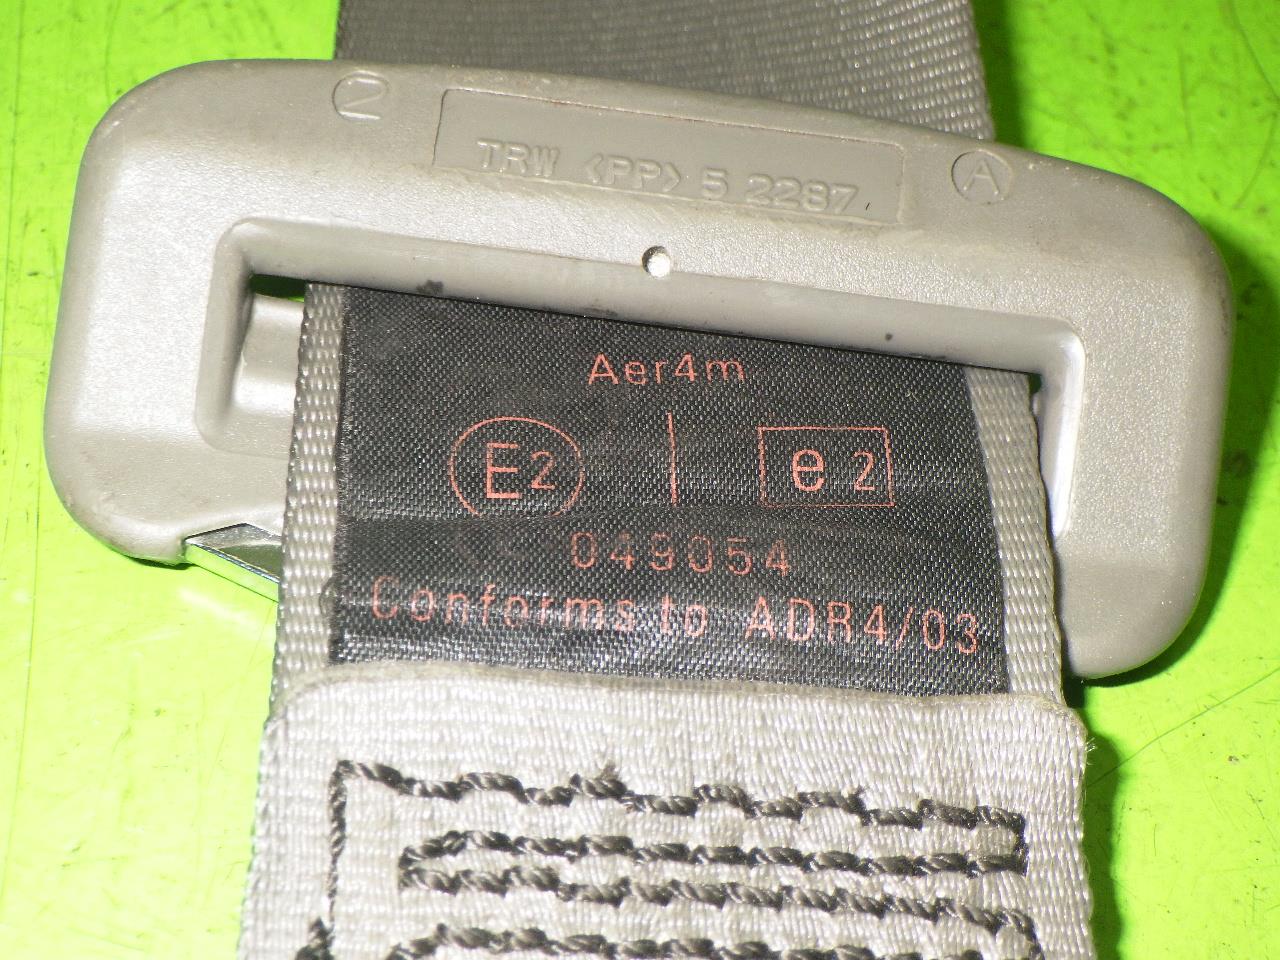 2
TRW <PP> 5 2287
A
Aer4m
E2 | e2
049054
Conforms to ADR4/03